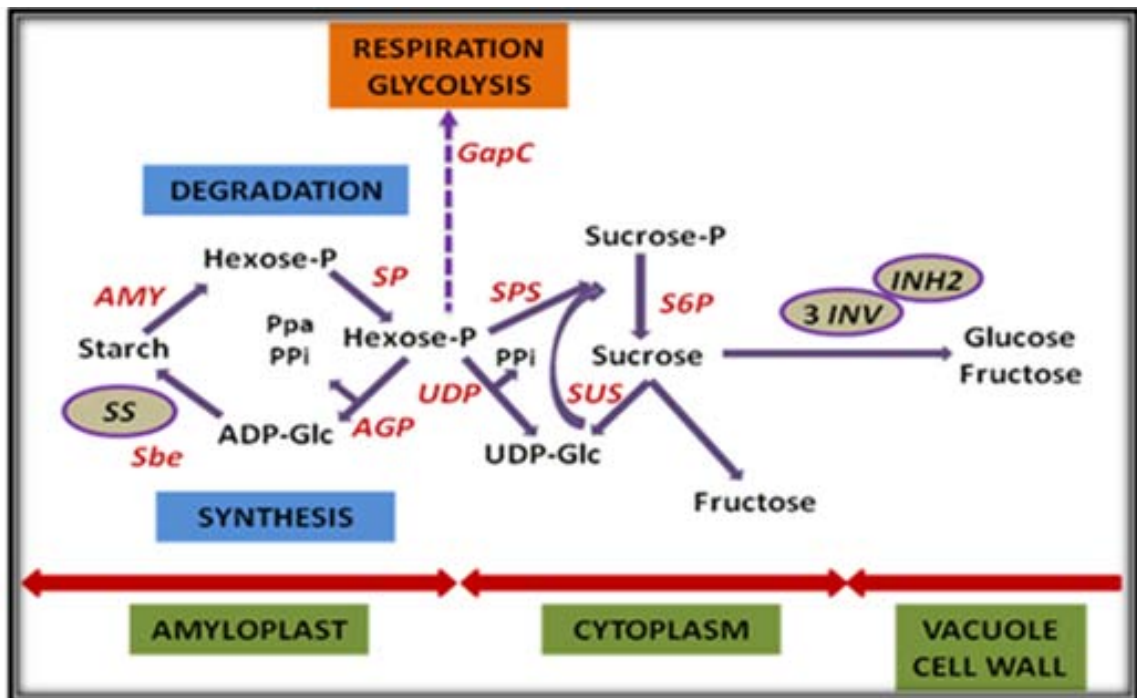 RESPIRATION
GLYCOLYSIS
GapC
DEGRADATION
Sucrose-P
Hexose-P
SP
SPS
S6P
INH2
AMY
3 INV
Ppa
PPi
Starch
Hexose-P
PPi
Sucrose
Glucose
Fructose
UDP
SUS
SS
ADP-Glc
AGP
Sbe
UDP-Glc
Fructose
SYNTHESIS
AMYLOPLAST
CYTOPLASM
VACUOLE
CELL WALL